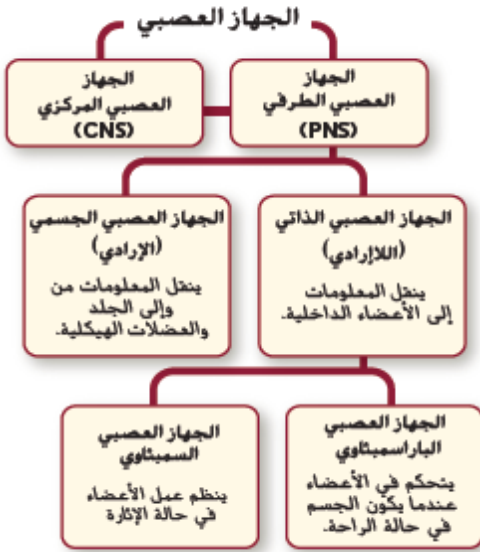 الجهاز العصبي
الجهاز
العصبي الطرفي
(PNS)
الجهاز
العصبي المركزي
(CNS)
الجهاز العصبي الذاتي
(اللاإرادي)
ينقل المعلومات
إلى الأعضاء الداخلية.
الجهاز العصبي الجسمي
(الإرادي)
ينقل المعلومات من
وإلى الجلد
والعضلات الهيكلية.
الجهاز العصبي
الباراسمبثاوي
يتحكم في الأعضاء
عندما يكون الجسم
في حالة الراحة.
الجهاز العصبي
السمبثاوي
ينظم عمل الأعضاء
في حالة الإثارة